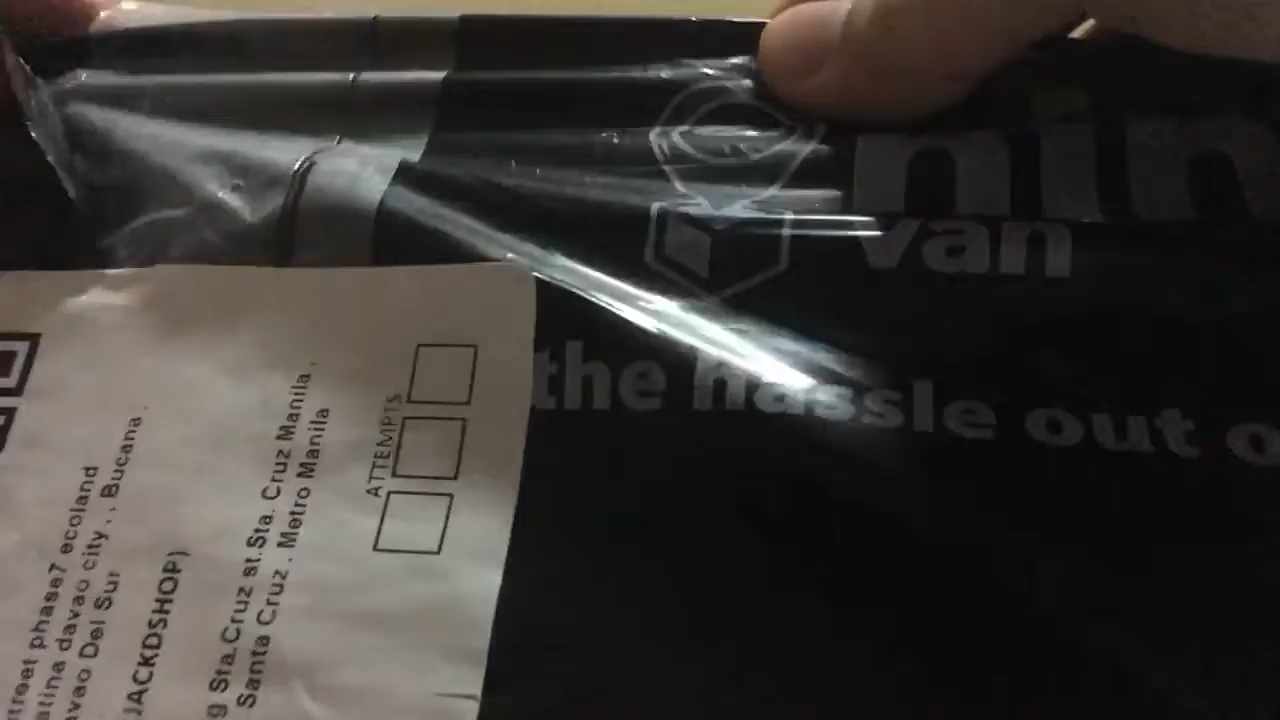 nin
van
the hassle out o
treet phase7 ecoland
atina davao city . , Bucana .
avao Del Sur
JACKDSHOP)
g Sta.Cruz st.Sta. Cruz Manila .
Santa Cruz . Metro Manila
ATTEMPTS